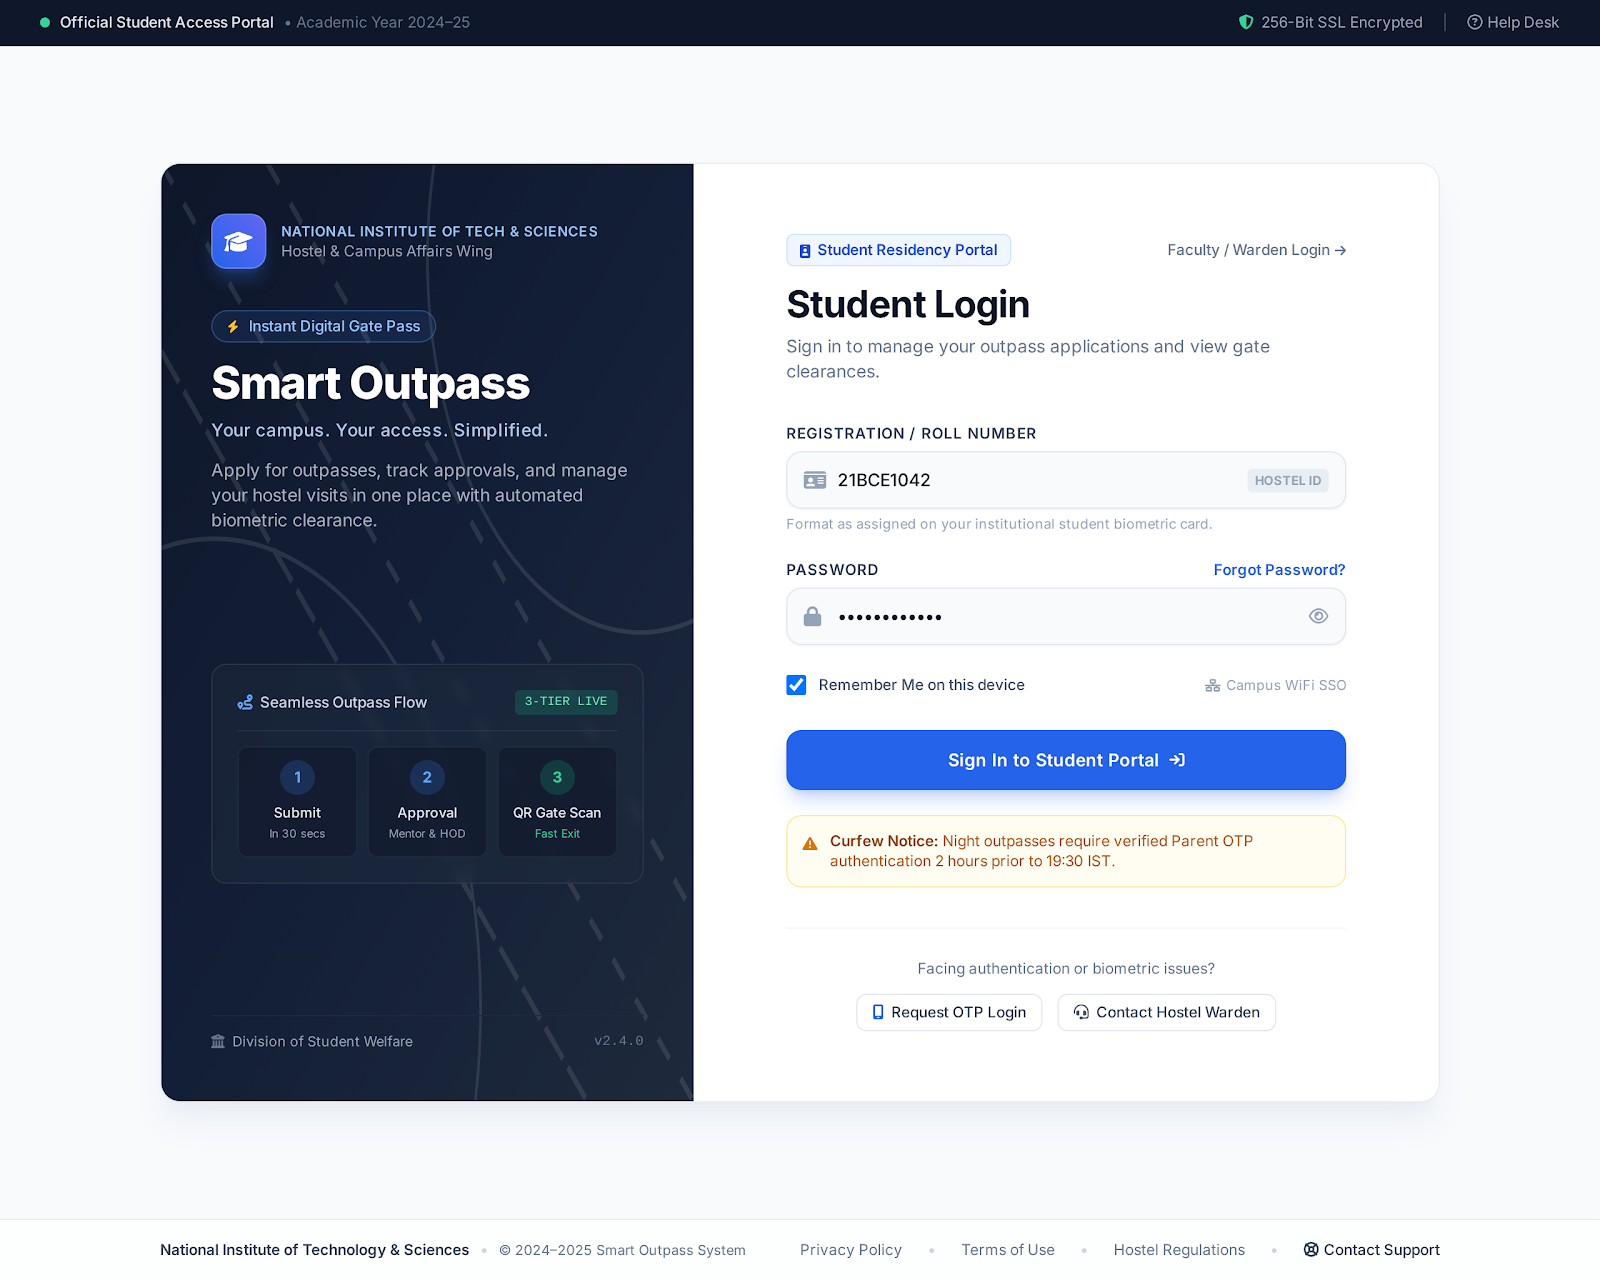 Official Student Access Portal • Academic Year 2024–25
256-Bit SSL Encrypted
Help Desk
NATIONAL INSTITUTE OF TECH & SCIENCES
Hostel & Campus Affairs Wing
Instant Digital Gate Pass
Smart Outpass
Your campus. Your access. Simplified.
Apply for outpasses, track approvals, and manage
your hostel visits in one place with automated
biometric clearance.
Seamless Outpass Flow
3-TIER LIVE
1
Submit
In 30 secs
2
Approval
Mentor & HOD
3
QR Gate Scan
Fast Exit
Division of Student Welfare
v2.4.0
Student Residency Portal
Faculty / Warden Login →
Student Login
Sign in to manage your outpass applications and view gate
clearances.
REGISTRATION / ROLL NUMBER
21BCE1042
HOSTEL ID
Format as assigned on your institutional student biometric card.
PASSWORD
Forgot Password?
••••••••••••
Remember Me on this device
Campus WiFi SSO
Sign In to Student Portal
Curfew Notice: Night outpasses require verified Parent OTP
authentication 2 hours prior to 19:30 IST.
Facing authentication or biometric issues?
Request OTP Login
Contact Hostel Warden
National Institute of Technology & Sciences • © 2024–2025 Smart Outpass System
Privacy Policy • Terms of Use • Hostel Regulations • Contact Support